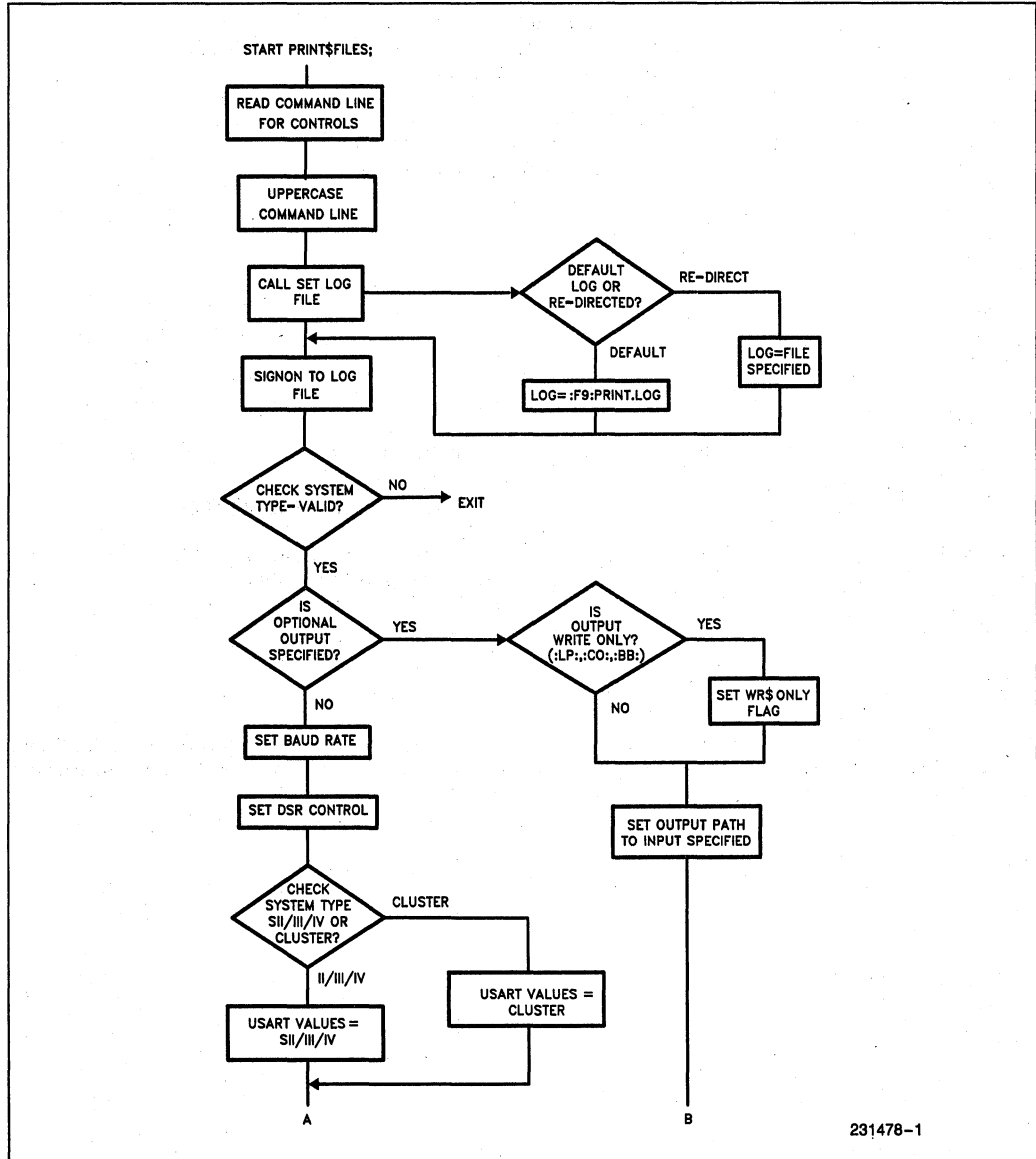 START PRINT$FILES;
READ COMMAND LINE
FOR CONTROLS
UPPERCASE
COMMAND LINE
CALL SET LOG
FILE
DEFAULT
LOG OR
RE-DIRECTED?
RE-DIRECT
DEFAULT
LOG=FILE
SPECIFIED
LOG= :F9:PRINT.LOG
SIGNON TO LOG
FILE
CHECK SYSTEM
TYPE-VALID?
NO
EXIT
YES
IS
OPTIONAL
OUTPUT
SPECIFIED?
YES
IS
OUTPUT
WRITE ONLY?
(:LP:,:CO:,:BB:)
YES
NO
SET WR$ ONLY
FLAG
NO
SET BAUD RATE
SET DSR CONTROL
SET OUTPUT PATH
TO INPUT SPECIFIED
CHECK
SYSTEM TYPE
SII/III/IV OR
CLUSTER?
CLUSTER
II/III/IV
USART VALUES =
CLUSTER
USART VALUES =
SII/III/IV
A
B
231478-1